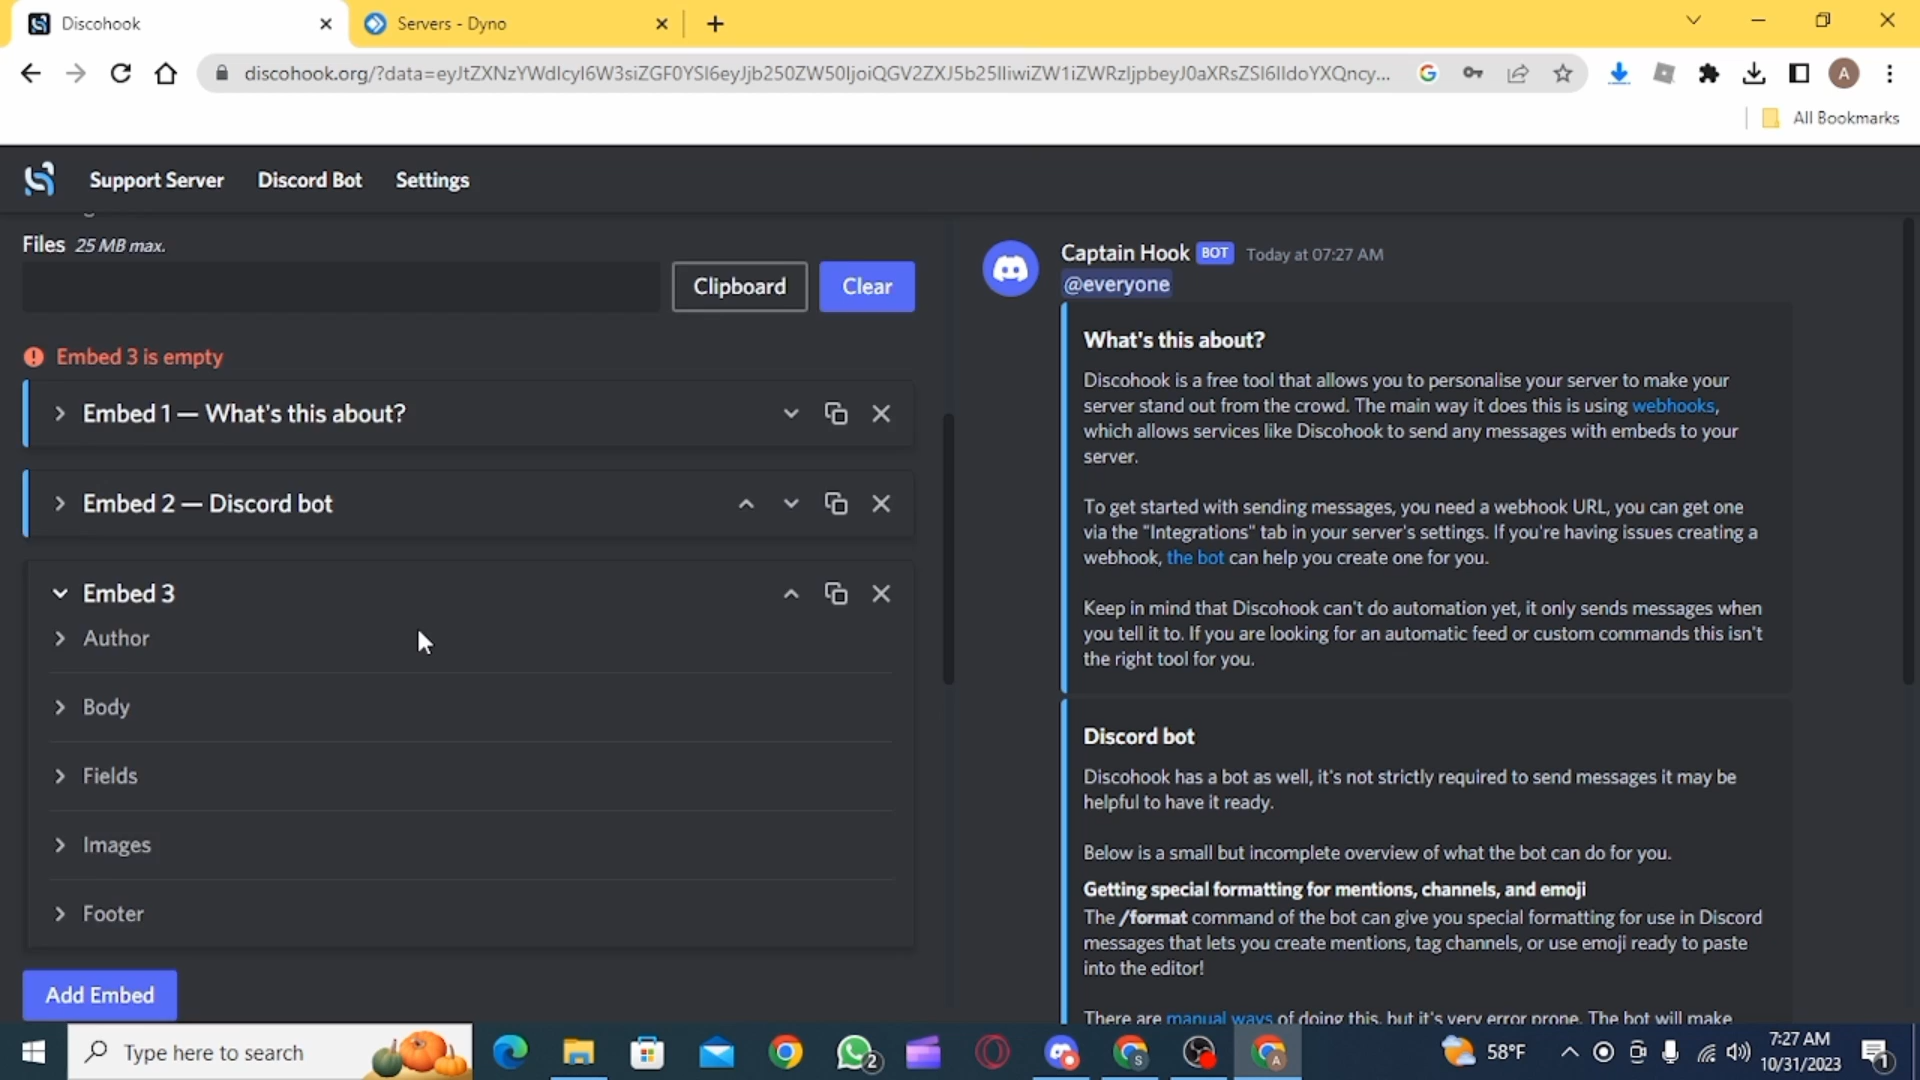 Discohook
Servers - Dyno
discohook.org/?data=eyJtZXNzYWdlcyI6W3siZGF0YSI6eyJjb250ZW50IjoiQGV2ZXJ5b25lIiwiZW1iZWRzIjpbeyJ0aXRsZSI6IldoYXQncy...
All Bookmarks
Support Server
Discord Bot
Settings
Files 25 MB max.
Clipboard
Clear
Embed 3 is empty
Embed 1 — What's this about?
Embed 2 — Discord bot
Embed 3
Author
Body
Fields
Images
Footer
Add Embed
Captain Hook BOT Today at 07:27 AM
@everyone
What's this about?
Discohook is a free tool that allows you to personalise your server to make your
server stand out from the crowd. The main way it does this is using webhooks,
which allows services like Discohook to send any messages with embeds to your
server.
To get started with sending messages, you need a webhook URL, you can get one
via the "Integrations" tab in your server's settings. If you're having issues creating a
webhook, the bot can help you create one for you.
Keep in mind that Discohook can't do automation yet, it only sends messages when
you tell it to. If you are looking for an automatic feed or custom commands this isn't
the right tool for you.
Discord bot
Discohook has a bot as well, it's not strictly required to send messages it may be
helpful to have it ready.
Below is a small but incomplete overview of what the bot can do for you.
Getting special formatting for mentions, channels, and emoji
The /format command of the bot can give you special formatting for use in Discord
messages that lets you create mentions, tag channels, or use emoji ready to paste
into the editor!
There are manual ways of doing this, but it's very error prone. The bot will make
Type here to search
2
S
A
58°F
7:27 AM
10/31/2023
1